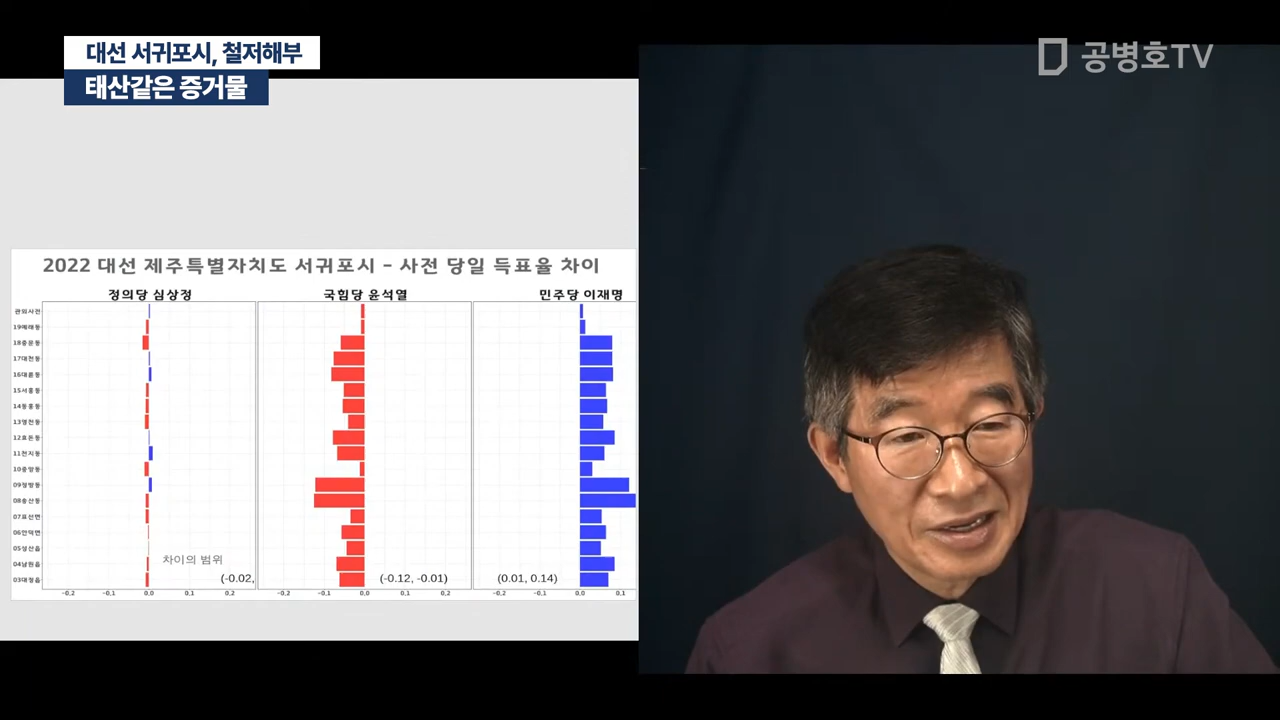 대선 서귀포시, 철저해부
태산같은 증거물
공병호TV
2022 대선 제주특별자치도 서귀포시 - 사전 당일 득표율 차이
정의당 심상정
국힘당 윤석열
민주당 이재명
관외사전
19예래동
18중문동
17대천동
16대륜동
15서홍동
14동홍동
13영천동
12효돈동
11천지동
10중앙동
09정방동
08송산동
07표선면
06안덕면
05성산읍
04남원읍
03대정읍
차이의 범위
(-0.02,
(-0.12, -0.01)
(0.01, 0.14)
-0.2 -0.1 0.0 0.1 0.2
-0.2 -0.1 0.0 0.1 0.2
-0.2 -0.1 0.0 0.1